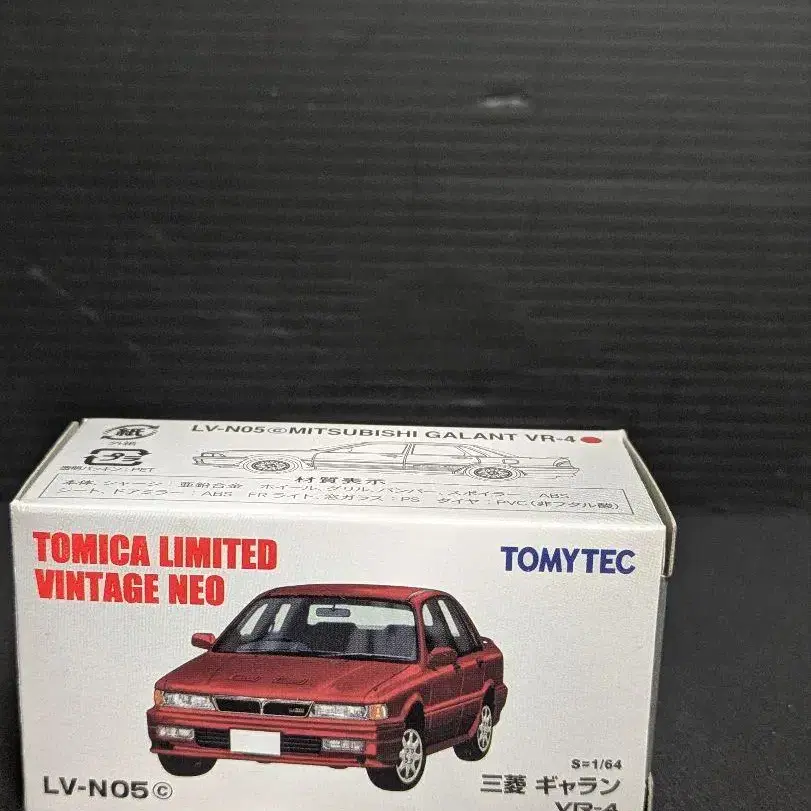 紙
外箱
LV-N05 ⓒ MITSUBISHI GALANT VR-4
透明パッキン:PET
材質表示
本体、シャーシ:亜鉛合金 ホイール、グリル、バンパー、スポイラー:ABS
シート、ドアミラー:ABS FRライト、窓ガラス:PS タイヤ:PVC(非フタル酸)
TOMICA LIMITED
VINTAGE NEO
TOMYTEC
S=1/64
LV-N05 ⓒ
三菱 ギャラン
VR-4